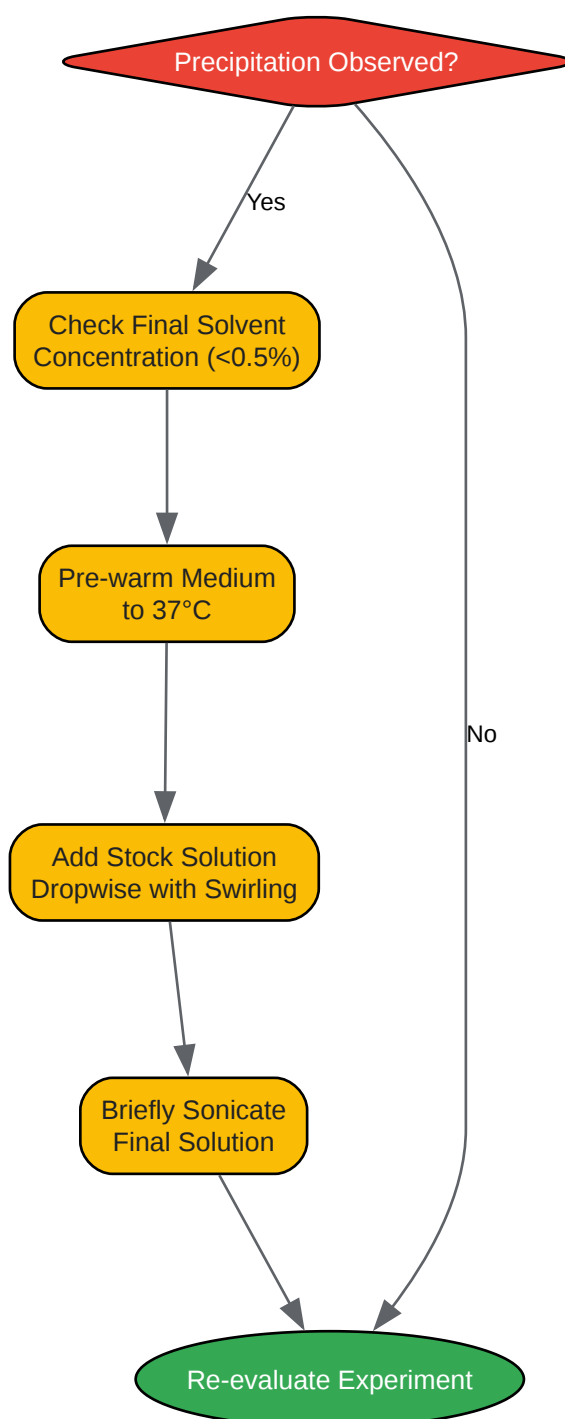 Precipitation Observed?
Yes
Check Final Solvent
Concentration (<0.5%)
Pre-warm Medium
to 37°C
No
Add Stock Solution
Dropwise with Swirling
Briefly Sonicate
Final Solution
Re-evaluate Experiment